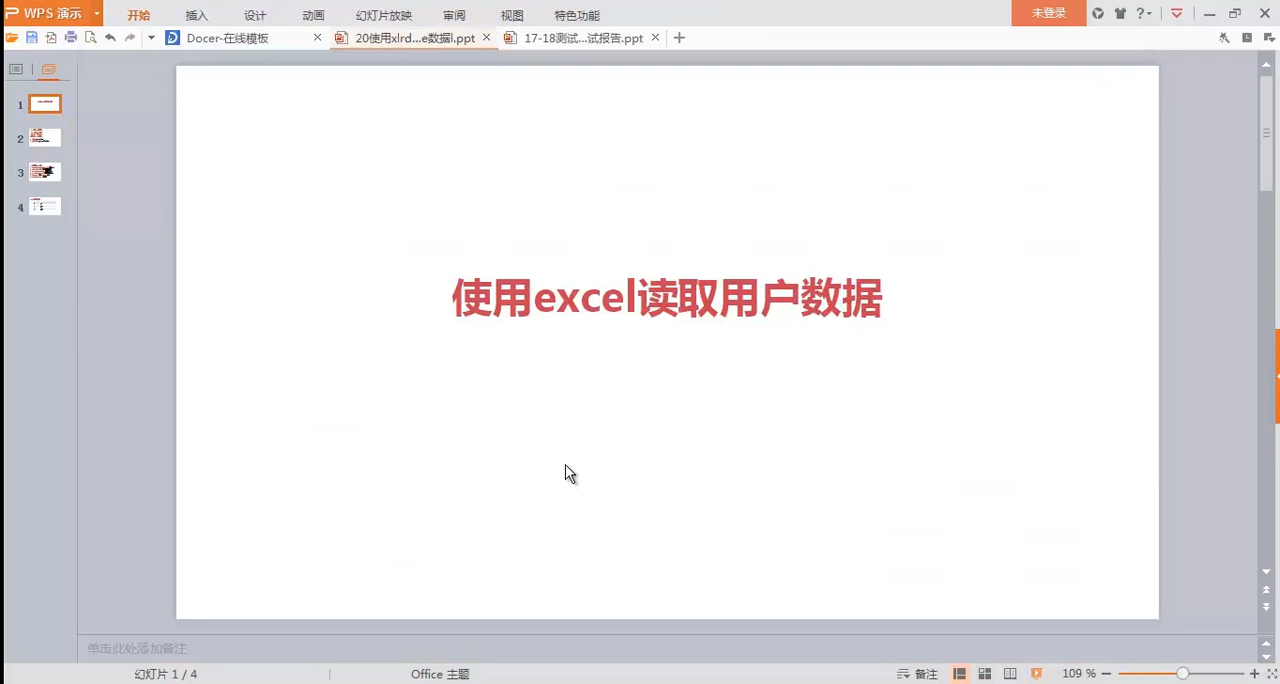 WPS 演示
开始
插入
设计
动画
幻灯片放映
审阅
视图
特色功能
未登录
Docer-在线模板
20使用xlrd...e数据l.ppt
17-18测试...试报告.ppt
1
2
3
4
使用excel读取用户数据
单击此处添加备注
幻灯片 1 / 4
Office 主题
备注
109 %